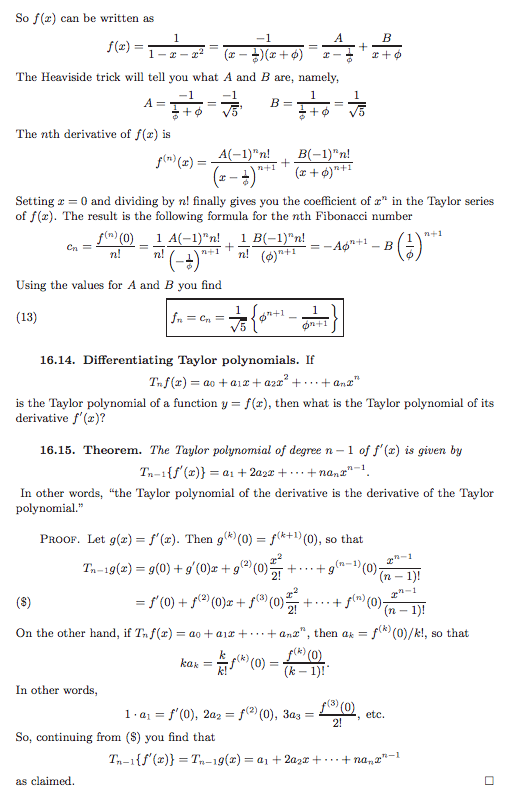 So f(x) can be written as
f(x) = \frac{1}{1 - x - x^2} = \frac{-1}{(x - \frac{1}{\phi})(x + \phi)} = \frac{A}{x - \frac{1}{\phi}} + \frac{B}{x + \phi}
The Heaviside trick will tell you what A and B are, namely,
A = \frac{-1}{\frac{1}{\phi} + \phi} = \frac{-1}{\sqrt{5}}, B = \frac{1}{\frac{1}{\phi} + \phi} = \frac{1}{\sqrt{5}}
The nth derivative of f(x) is
f^{(n)}(x) = \frac{A(-1)^n n!}{\left(x - \frac{1}{\phi}\right)^{n+1}} + \frac{B(-1)^n n!}{(x + \phi)^{n+1}}
Setting x = 0 and dividing by n! finally gives you the coefficient of x^n in the Taylor series
of f(x). The result is the following formula for the nth Fibonacci number
c_n = \frac{f^{(n)}(0)}{n!} = \frac{1}{n!} \frac{A(-1)^n n!}{\left(-\frac{1}{\phi}\right)^{n+1}} + \frac{1}{n!} \frac{B(-1)^n n!}{(\phi)^{n+1}} = -A\phi^{n+1} - B\left(\frac{1}{\phi}\right)^{n+1}
Using the values for A and B you find
(13) f_n = c_n = \frac{1}{\sqrt{5}} \left\{ \phi^{n+1} - \frac{1}{\phi^{n+1}} \right\}
16.14. Differentiating Taylor polynomials. If
T_n f(x) = a_0 + a_1 x + a_2 x^2 + ··· + a_n x^n
is the Taylor polynomial of a function y = f(x), then what is the Taylor polynomial of its
derivative f'(x)?
16.15. Theorem. The Taylor polynomial of degree n − 1 of f'(x) is given by
T_{n-1}{f'(x)} = a_1 + 2a_2 x + ··· + na_n x^{n-1}.
In other words, “the Taylor polynomial of the derivative is the derivative of the Taylor
polynomial.”
PROOF. Let g(x) = f'(x). Then g^{(k)}(0) = f^{(k+1)}(0), so that
T_{n-1}g(x) = g(0) + g'(0)x + g^{(2)}(0)\frac{x^2}{2!} + ··· + g^{(n-1)}(0)\frac{x^{n-1}}{(n-1)!}
($) = f'(0) + f^{(2)}(0)x + f^{(3)}(0)\frac{x^2}{2!} + ··· + f^{(n)}(0)\frac{x^{n-1}}{(n-1)!}
On the other hand, if T_n f(x) = a_0 + a_1 x + ··· + a_n x^n, then a_k = f^{(k)}(0)/k!, so that
ka_k = \frac{k}{k!} f^{(k)}(0) = \frac{f^{(k)}(0)}{(k-1)!}.
In other words,
1 · a_1 = f'(0), 2a_2 = f^{(2)}(0), 3a_3 = \frac{f^{(3)}(0)}{2!}, etc.
So, continuing from ($) you find that
T_{n-1}{f'(x)} = T_{n-1}g(x) = a_1 + 2a_2 x + ··· + na_n x^{n-1}
as claimed. □